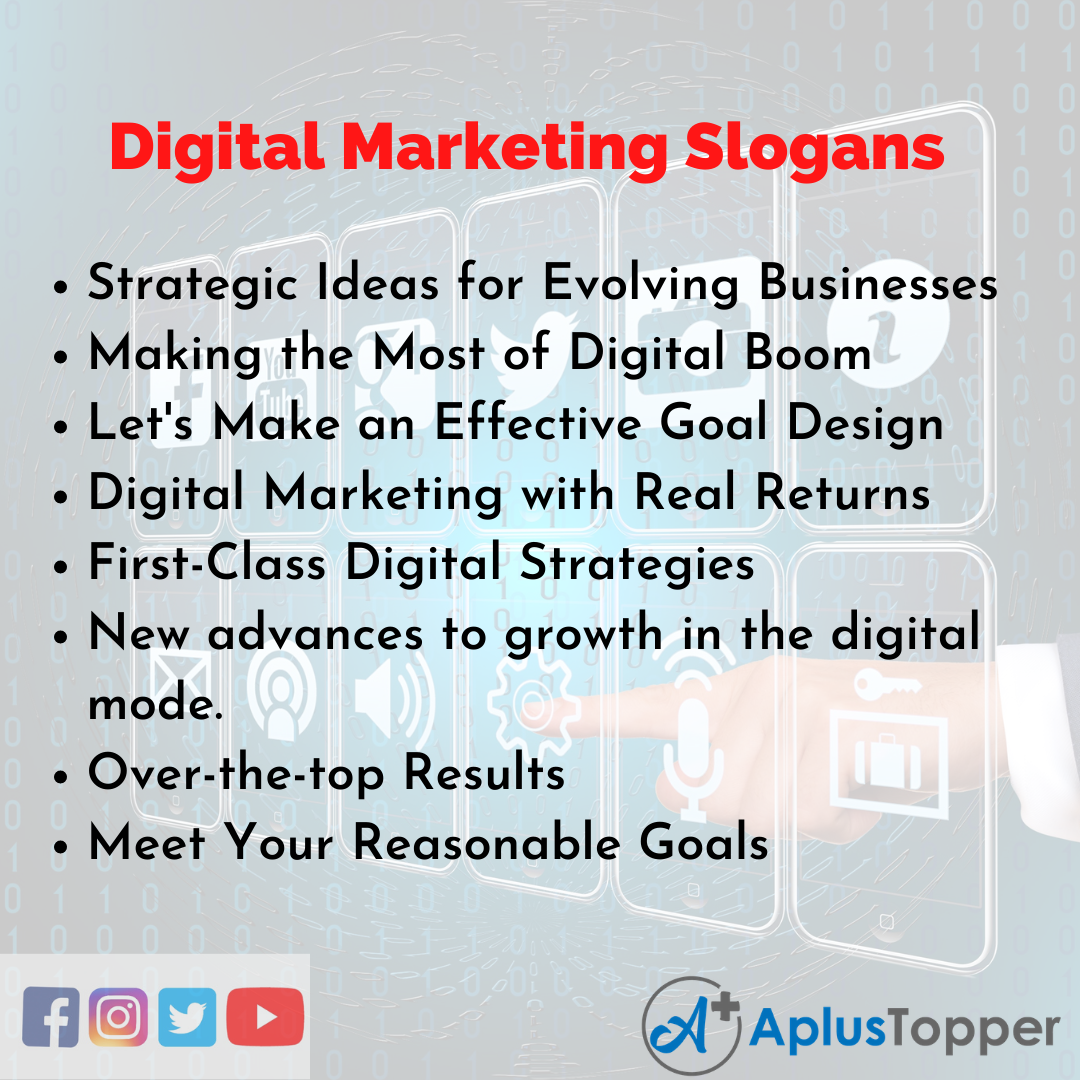 Digital Marketing Slogans
• Strategic Ideas for Evolving Businesses
• Making the Most of Digital Boom
• Let's Make an Effective Goal Design
• Digital Marketing with Real Returns
• First-Class Digital Strategies
• New advances to growth in the digital
mode.
• Over-the-top Results
• Meet Your Reasonable Goals
You
Tube
A+ AplusTopper